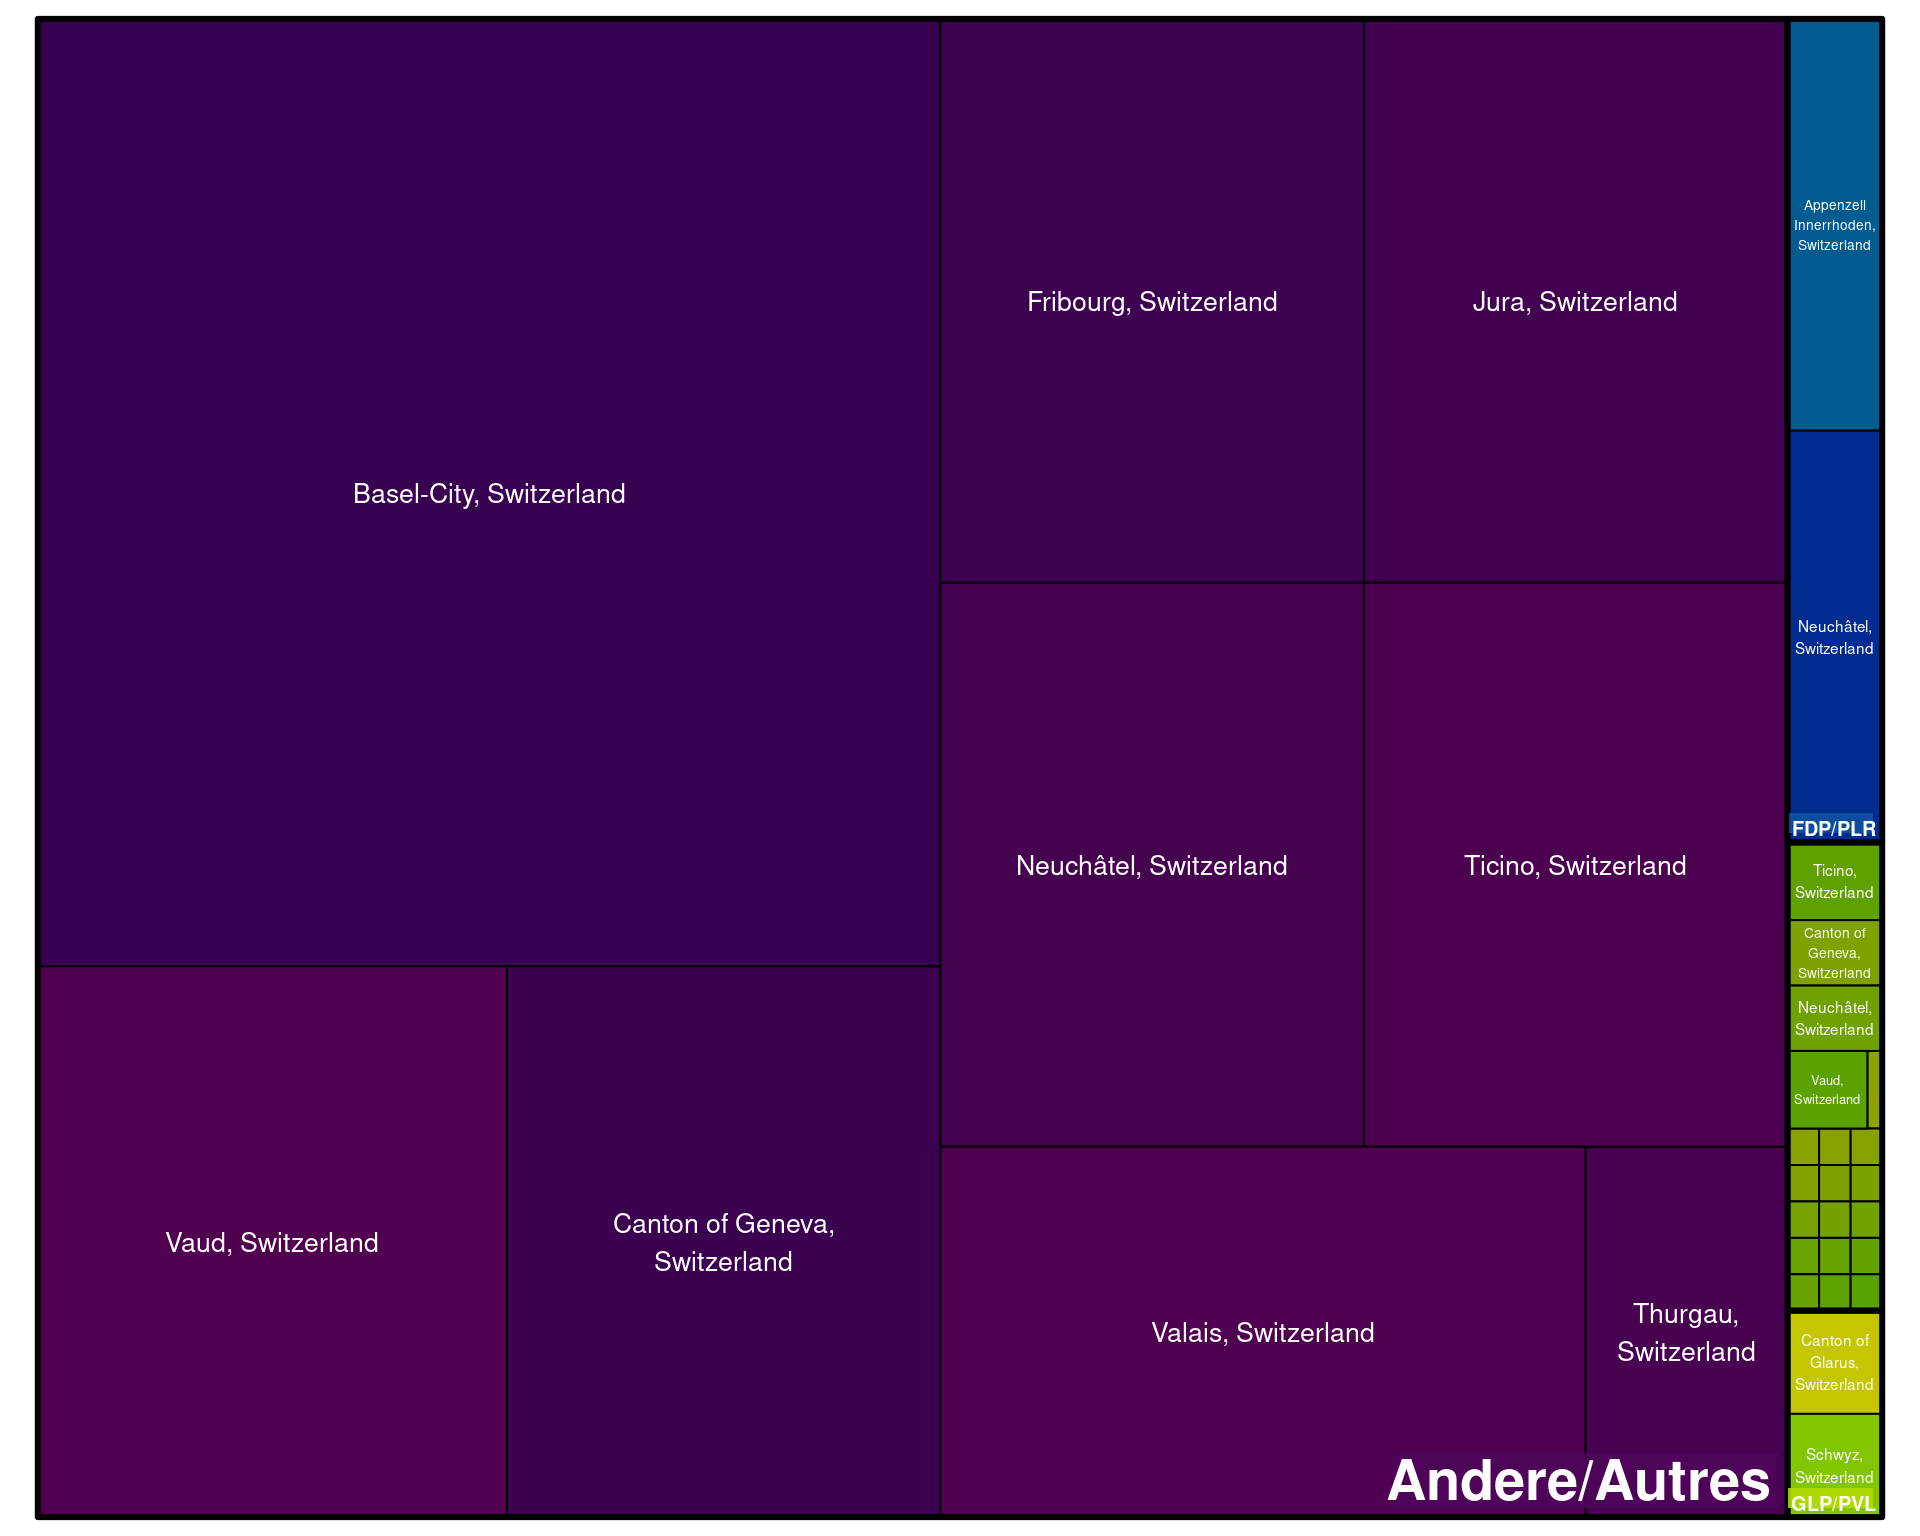 Basel-City, Switzerland
Vaud, Switzerland
Canton of Geneva,
Switzerland
Fribourg, Switzerland
Jura, Switzerland
Neuchâtel, Switzerland
Ticino, Switzerland
Valais, Switzerland
Thurgau,
Switzerland
Andere/Autres
Appenzell
Innerrhoden,
Switzerland
Neuchâtel,
Switzerland
FDP/PLR
Ticino,
Switzerland
Canton of
Geneva,
Switzerland
Neuchâtel,
Switzerland
Vaud,
Switzerland
Canton of
Glarus,
Switzerland
Schwyz,
Switzerland
GLP/PVL